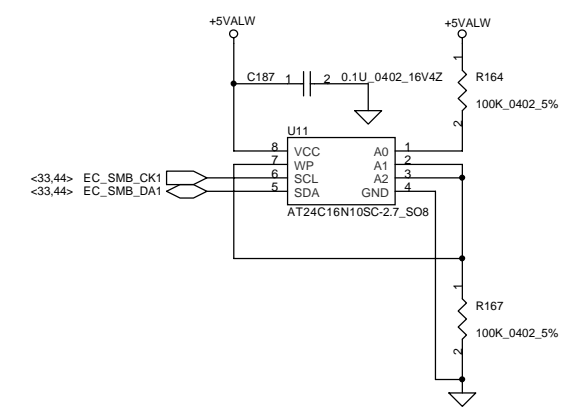 +5VALW
+5VALW
C187 1 2 0.1U_0402_16V4Z
1
R164
100K_0402_5%
2
U11
8 VCC A0 1
7 WP A1 2
<33,44> EC_SMB_CK1 6 SCL A2 3
<33,44> EC_SMB_DA1 5 SDA GND 4
AT24C16N10SC-2.7_SO8
1
R167
100K_0402_5%
2